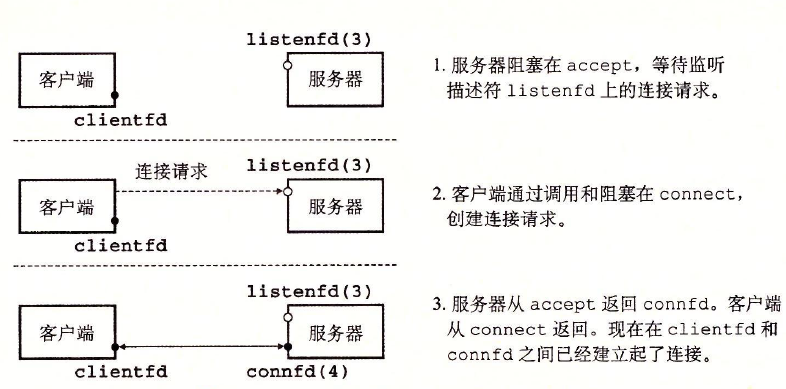 listenfd(3)
客户端
服务器
clientfd
1. 服务器阻塞在 accept，等待监听
描述符 listenfd 上的连接请求。
连接请求
listenfd(3)
客户端
服务器
clientfd
2. 客户端通过调用和阻塞在 connect，
创建连接请求。
listenfd(3)
客户端
服务器
clientfd
connfd(4)
3. 服务器从 accept 返回 connfd。客户端
从 connect 返回。现在在 clientfd 和
connfd 之间已经建立起了连接。